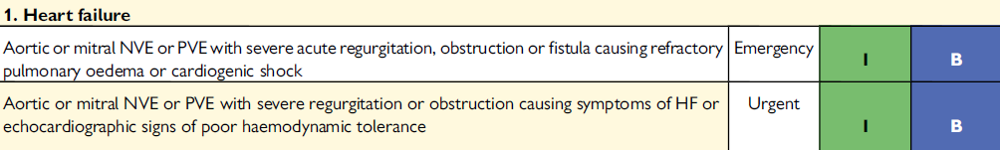 1. Heart failure
Aortic or mitral NVE or PVE with severe acute regurgitation, obstruction or fistula causing refractory Emergency I B
pulmonary oedema or cardiogenic shock
Aortic or mitral NVE or PVE with severe regurgitation or obstruction causing symptoms of HF or Urgent I B
echocardiographic signs of poor haemodynamic tolerance